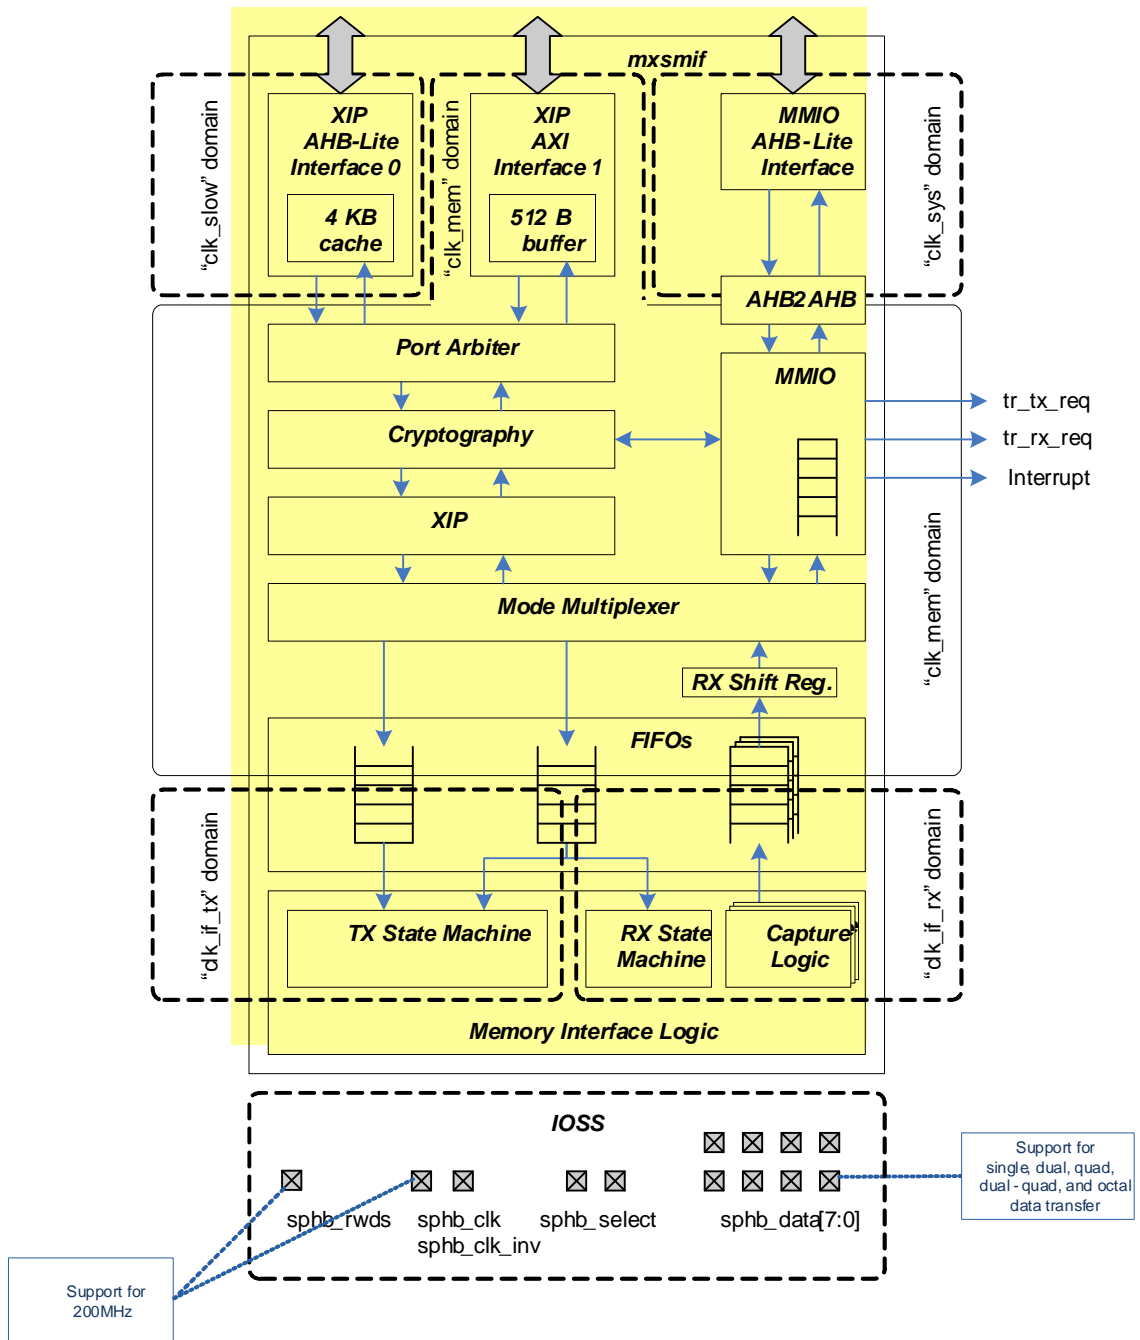 mxsmif
XIP
AHB-Lite
Interface 0
4 KB
cache
XIP
AXI
Interface 1
512 B
buffer
MMIO
AHB-Lite
Interface
"clk_slow" domain
"clk_mem" domain
"clk_sys" domain
AHB2AHB
Port Arbiter
MMIO
Cryptography
XIP
tr_tx_req
tr_rx_req
Interrupt
"clk_mem" domain
Mode Multiplexer
RX Shift Reg.
FIFOs
"clk_if_tx" domain
"clk_if_rx" domain
TX State Machine
RX State
Machine
Capture
Logic
Memory Interface Logic
IOSS
sphb_rwds
sphb_clk
sphb_clk_inv
sphb_select
sphb_data[7:0]
Support for
single, dual, quad,
dual-quad, and octal
data transfer
Support for
200MHz